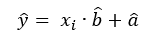 ŷ = xᵢ · b̂ + â